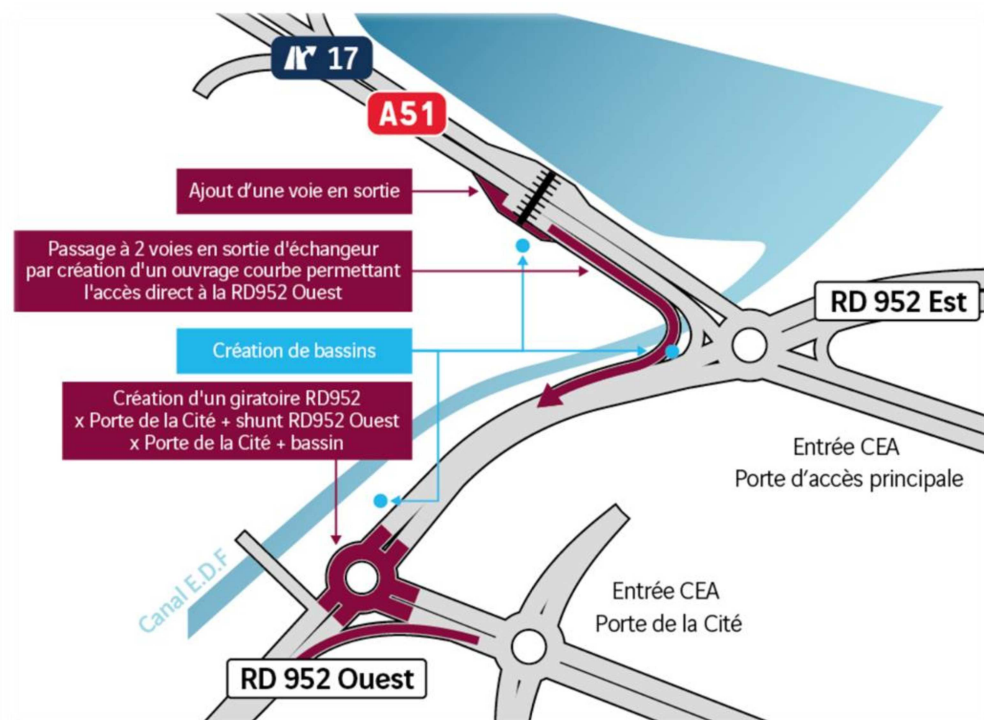 17
A51
Ajout d'une voie en sortie
Passage à 2 voies en sortie d'échangeur
par création d'un ouvrage courbe permettant
l'accès direct à la RD952 Ouest
RD 952 Est
Création de bassins
Création d'un giratoire RD952
x Porte de la Cité + shunt RD952 Ouest
x Porte de la Cité + bassin
Entrée CEA
Porte d'accès principale
Canal E.D.F
Entrée CEA
Porte de la Cité
RD 952 Ouest